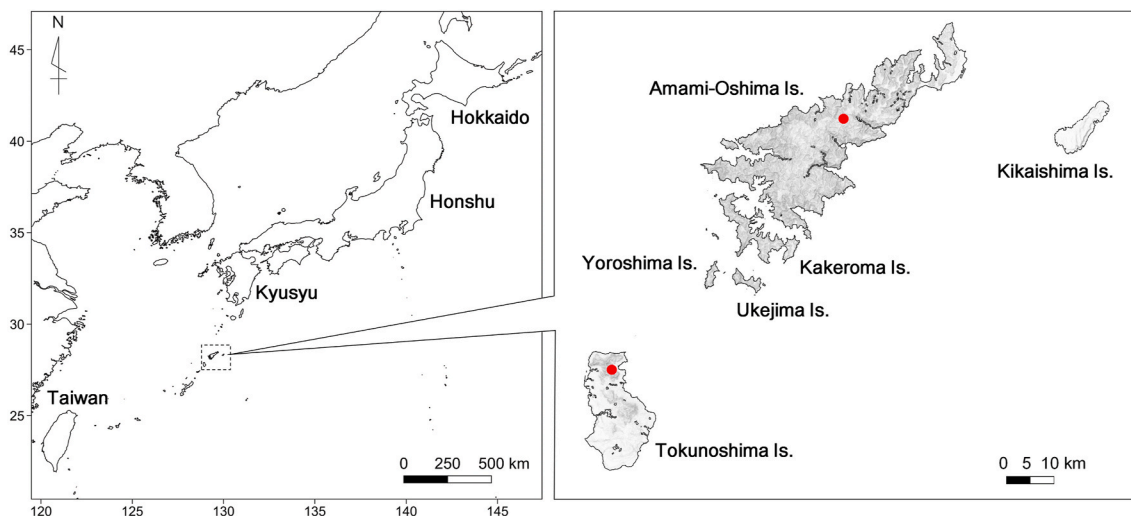 N
45
40
35
30
25
120
125
130
135
140
145
Hokkaido
Honshu
Kyusyu
Taiwan
0 250 500 km
Amami-Oshima Is.
Kikaishima Is.
Yoroshima Is.
Kakeroma Is.
Ukejima Is.
Tokunoshima Is.
0 5 10 km